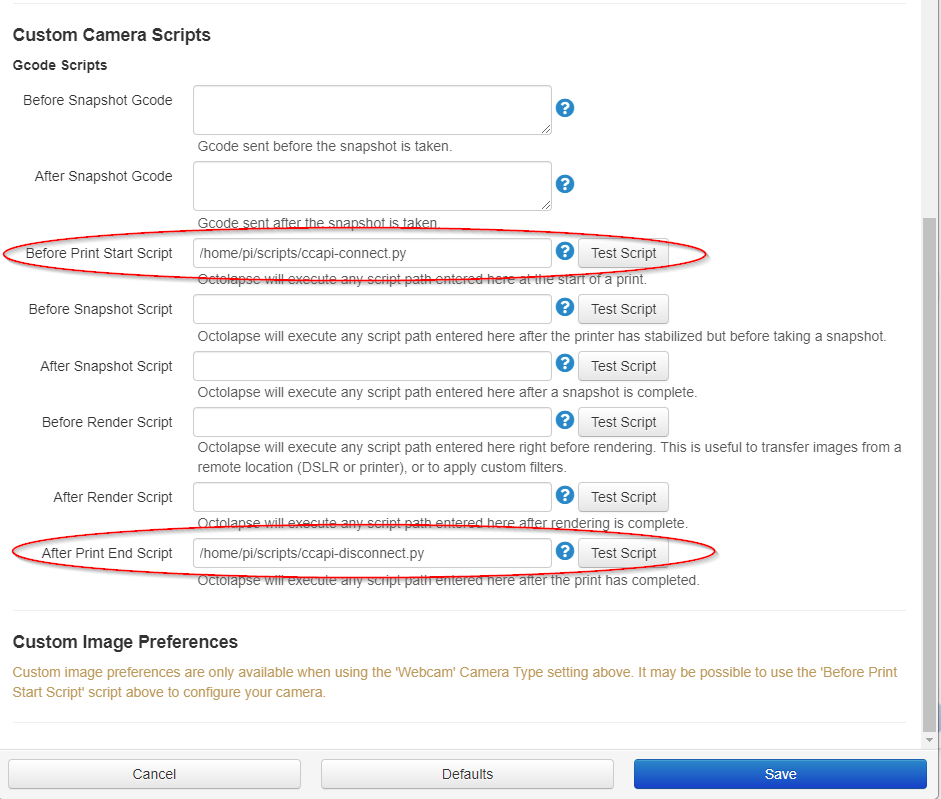 Custom Camera Scripts
Gcode Scripts
Before Snapshot Gcode
?
Gcode sent before the snapshot is taken.
After Snapshot Gcode
?
Gcode sent after the snapshot is taken
Before Print Start Script /home/pi/scripts/ccapi-connect.py ? Test Script
Octolapse will execute any script path entered here at the start of a print.
Before Snapshot Script ? Test Script
Octolapse will execute any script path entered here after the printer has stabilized but before taking a snapshot.
After Snapshot Script ? Test Script
Octolapse will execute any script path entered here after a snapshot is complete.
Before Render Script ? Test Script
Octolapse will execute any script path entered here right before rendering. This is useful to transfer images from a
remote location (DSLR or printer), or to apply custom filters.
After Render Script ? Test Script
Octolapse will execute any script path entered here after rendering is complete.
After Print End Script /home/pi/scripts/ccapi-disconnect.py ? Test Script
Octolapse will execute any script path entered here after the print has completed.
Custom Image Preferences
Custom image preferences are only available when using the 'Webcam' Camera Type setting above. It may be possible to use the 'Before Print
Start Script' script above to configure your camera.
Cancel Defaults Save